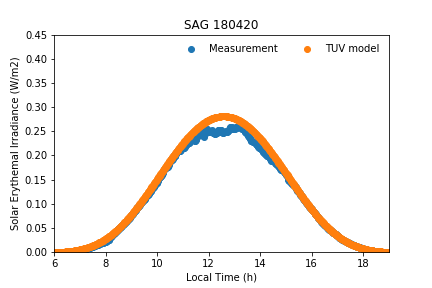 SAG 180420
Measurement TUV model
Solar Erythemal Irradiance (W/m2)
0.45
0.40
0.35
0.30
0.25
0.20
0.15
0.10
0.05
0.00
6 8 10 12 14 16 18
Local Time (h)